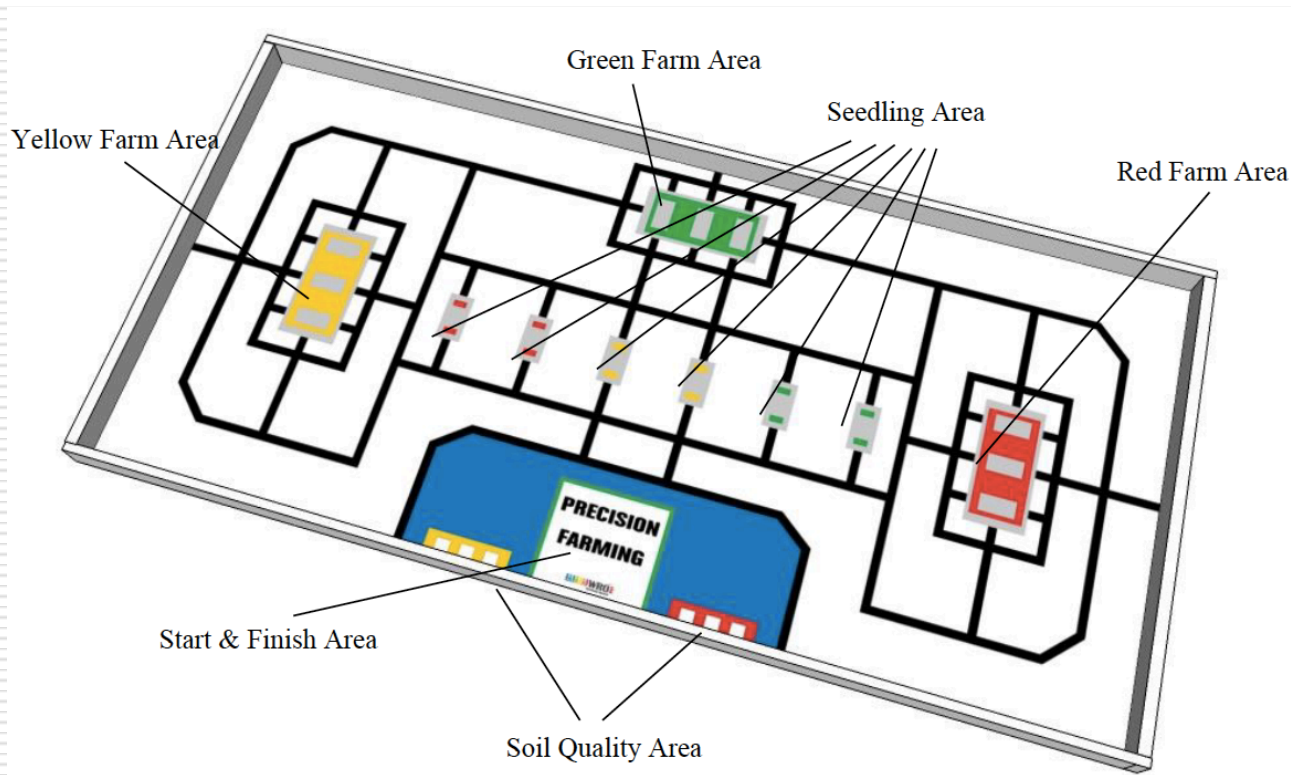 Green Farm Area
Seedling Area
Yellow Farm Area
Red Farm Area
PRECISION
FARMING
WRO
Start & Finish Area
Soil Quality Area